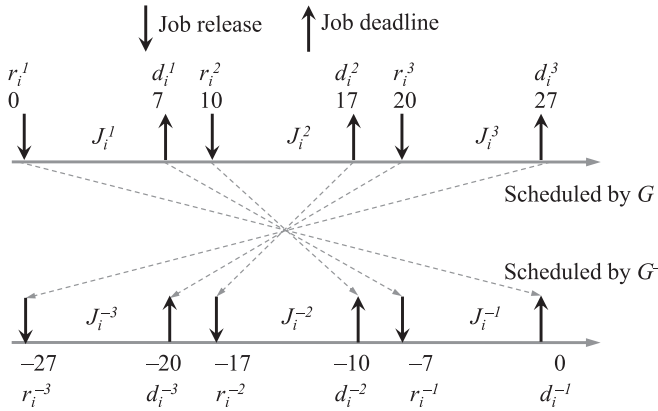 Job release Job deadline
r_i^1 d_i^1 r_i^2 d_i^2 r_i^3 d_i^3
0 7 10 17 20 27
J_i^1 J_i^2 J_i^3
Scheduled by G
Scheduled by G^-
J_i^{-3} J_i^{-2} J_i^{-1}
−27 −20 −17 −10 −7 0
r_i^{-3} d_i^{-3} r_i^{-2} d_i^{-2} r_i^{-1} d_i^{-1}